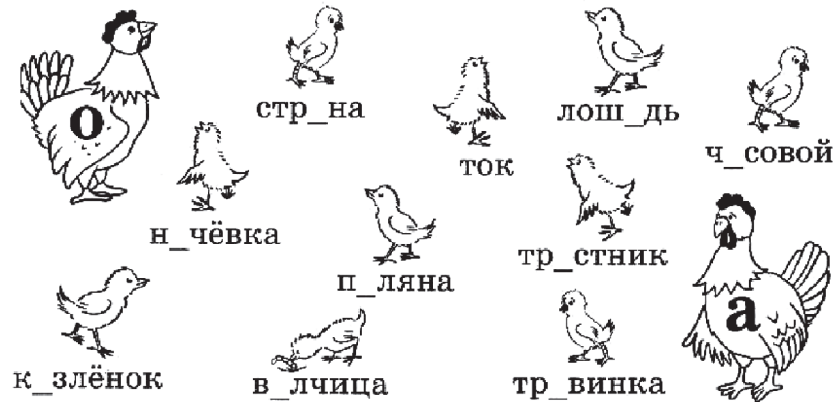 о
стр_на
ток
лош_дь
ч_совой
н_чёвка
п_ляна
тр_стник
а
к_злёнок
в_лчица
тр_винка